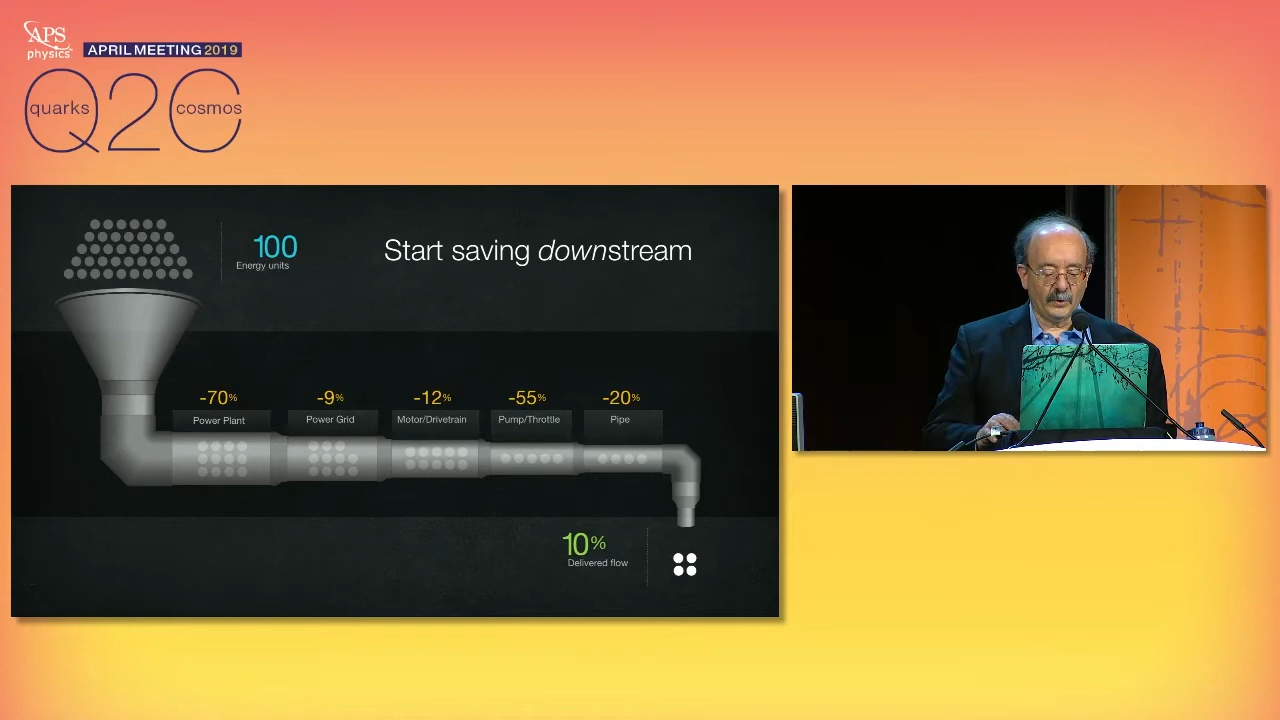 APS
physics
APRIL MEETING 2019
Q2C
quarks
cosmos
100
Energy units
Start saving downstream
-70%
-9%
-12%
-55%
-20%
Power Plant
Power Grid
Motor/Drivetrain
Pump/Throttle
Pipe
10%
Delivered flow